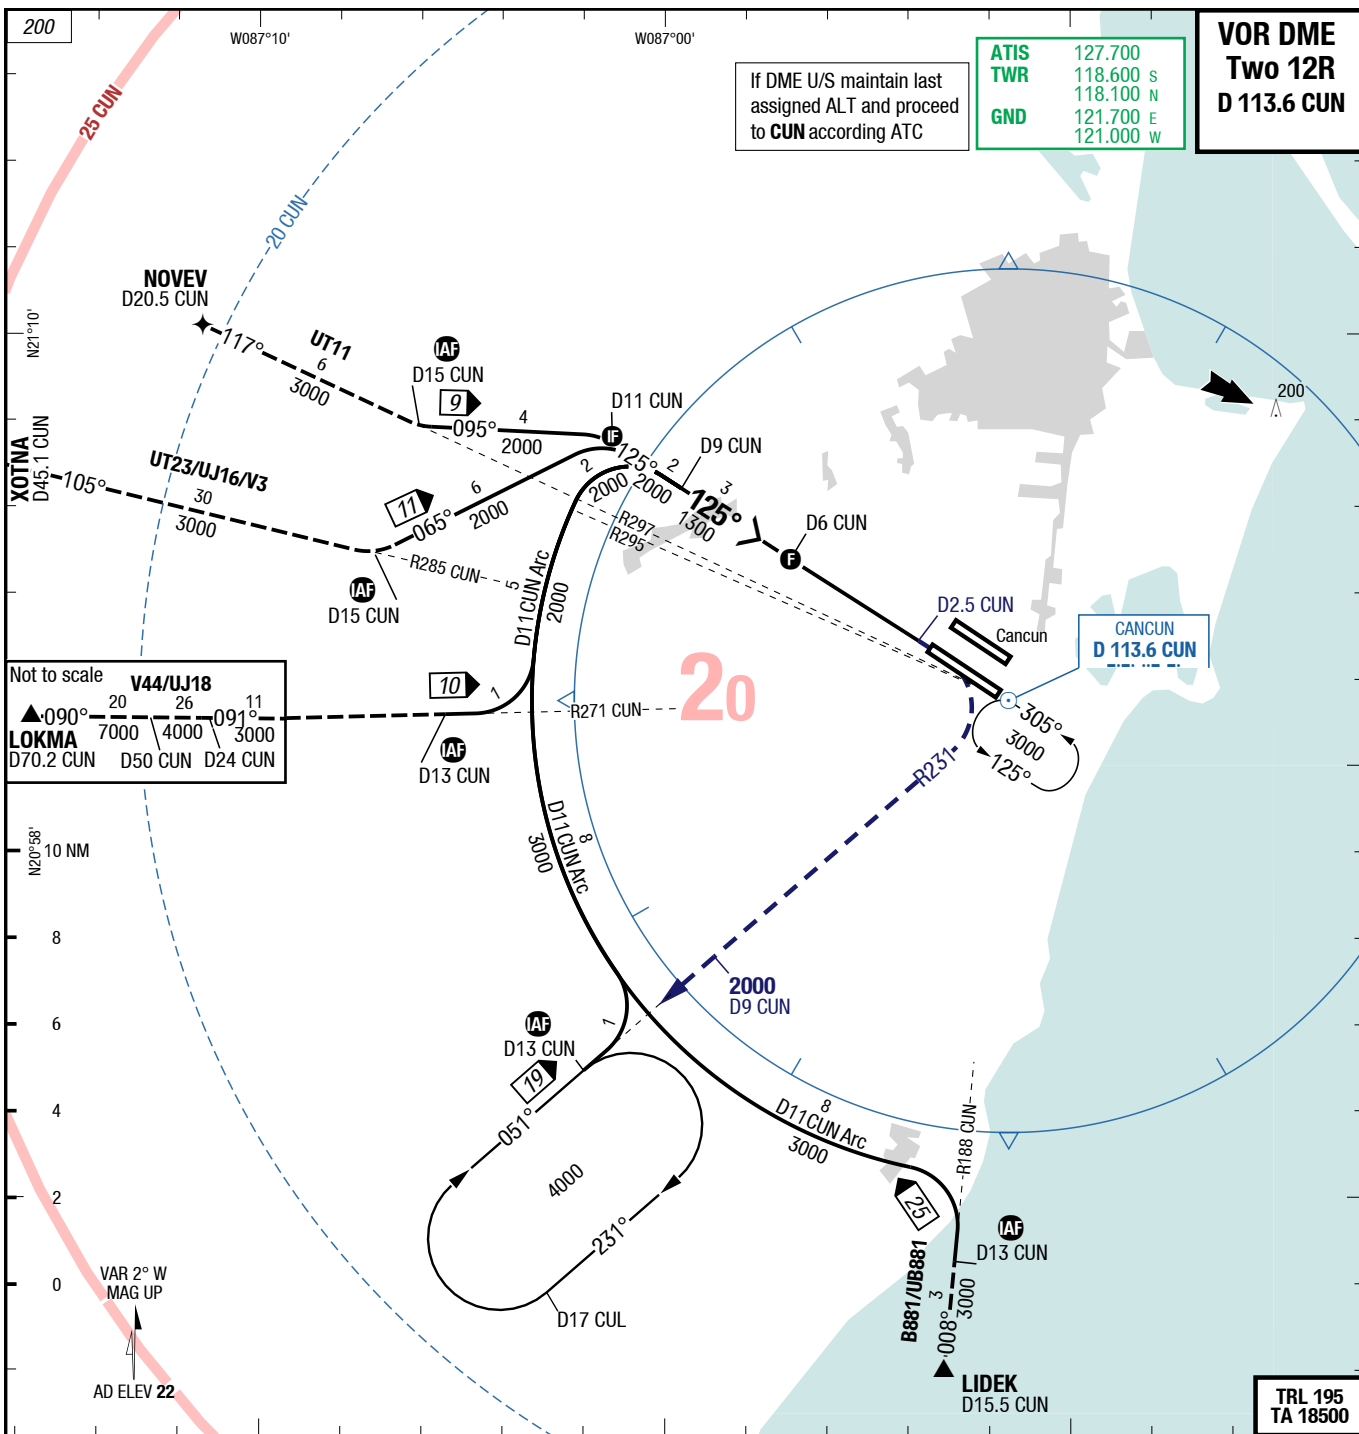 200
W087°10'
W087°00'
If DME U/S maintain last
assigned ALT and proceed
to CUN according ATC
ATIS 127.700
TWR 118.600 S
118.100 N
GND 121.700 E
121.000 W
VOR DME
Two 12R
D 113.6 CUN
25 CUN
20 CUN
NOVEV
D20.5 CUN
117°
UT11
6
3000
IAF
D15 CUN
9
095°
4
2000
IF
D11 CUN
125°
2
2000
D9 CUN
3
125°
1300
D6 CUN
F
200
N21°10'
XOTNA
D45.1 CUN
105°
UT23/UJ16/V3
30
3000
11
065°
6
2000
2
2000
R297
R295
R285 CUN
IAF
D15 CUN
5
D11 CUN Arc
2000
D2.5 CUN
Cancun
CANCUN
D 113.6 CUN
Not to scale
V44/UJ18
20 26 11
090° 091°
7000 4000 3000
LOKMA
D70.2 CUN D50 CUN D24 CUN
10
1
R271 CUN
IAF
D13 CUN
20
305°
3000
125°
R231
N20°58'
10 NM
8
6
4
2
0
8
D11 CUN Arc
3000
2000
D9 CUN
IAF
D13 CUN
1
19
051°
4000
231°
D17 CUL
8
D11 CUN Arc
3000
R188 CUN
25
IAF
D13 CUN
B881/UB881
3
3000
008°
LIDEK
D15.5 CUN
VAR 2° W
MAG UP
AD ELEV 22
TRL 195
TA 18500